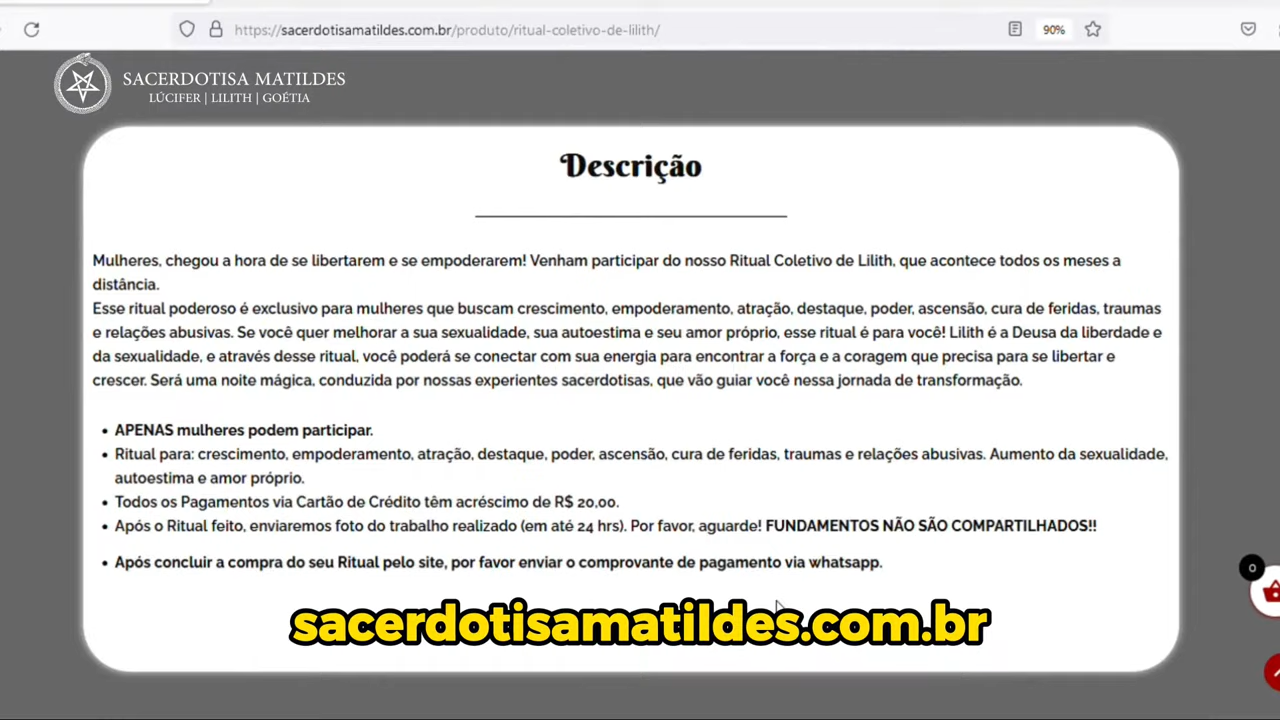 https://sacerdotisamatildes.com.br/produto/ritual-coletivo-de-lilith/
90%
SACERDOTISA MATILDES
LÚCIFER | LILITH | GOÉTIA
Descrição
Mulheres, chegou a hora de se libertarem e se empoderarem! Venham participar do nosso Ritual Coletivo de Lilith, que acontece todos os meses a
distância.
Esse ritual poderoso é exclusivo para mulheres que buscam crescimento, empoderamento, atração, destaque, poder, ascensão, cura de feridas, traumas
e relações abusivas. Se você quer melhorar a sua sexualidade, sua autoestima e seu amor próprio, esse ritual é para você! Lilith é a Deusa da liberdade e
da sexualidade, e através desse ritual, você poderá se conectar com sua energia para encontrar a força e a coragem que precisa para se libertar e
crescer. Será uma noite mágica, conduzida por nossas experientes sacerdotisas, que vão guiar você nessa jornada de transformação.
• APENAS mulheres podem participar.
• Ritual para: crescimento, empoderamento, atração, destaque, poder, ascensão, cura de feridas, traumas e relações abusivas. Aumento da sexualidade,
autoestima e amor próprio.
• Todos os Pagamentos via Cartão de Crédito têm acréscimo de R$ 20,00.
• Após o Ritual feito, enviaremos foto do trabalho realizado (em até 24 hrs). Por favor, aguarde! FUNDAMENTOS NÃO SÃO COMPARTILHADOS!!
• Após concluir a compra do seu Ritual pelo site, por favor enviar o comprovante de pagamento via whatsapp.
0
sacerdotisamatildes.com.br